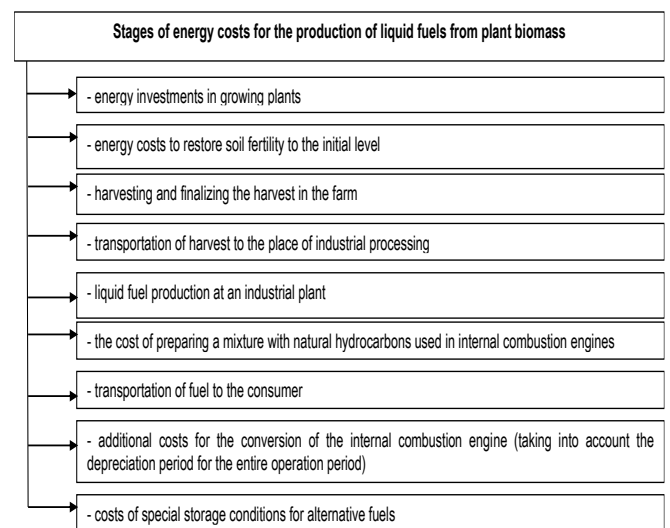 Stages of energy costs for the production of liquid fuels from plant biomass
- energy investments in growing plants
- energy costs to restore soil fertility to the initial level
- harvesting and finalizing the harvest in the farm
- transportation of harvest to the place of industrial processing
- liquid fuel production at an industrial plant
- the cost of preparing a mixture with natural hydrocarbons used in internal combustion engines
- transportation of fuel to the consumer
- additional costs for the conversion of the internal combustion engine (taking into account the
depreciation period for the entire operation period)
- costs of special storage conditions for alternative fuels